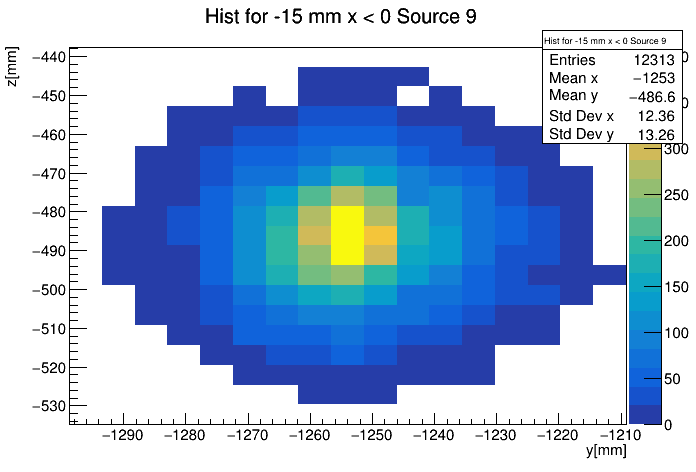 Hist for -15 mm x < 0 Source 9
z[mm]
−440
−450
−460
−470
−480
−490
−500
−510
−520
−530
−1290
−1280
−1270
−1260
−1250
−1240
−1230
−1220
−1210
y[mm]
Hist for -15 mm x < 0 Source 9
Entries 12313
Mean x −1253
Mean y −486.6
Std Dev x 12.36
Std Dev y 13.26
300
250
200
150
100
50
0